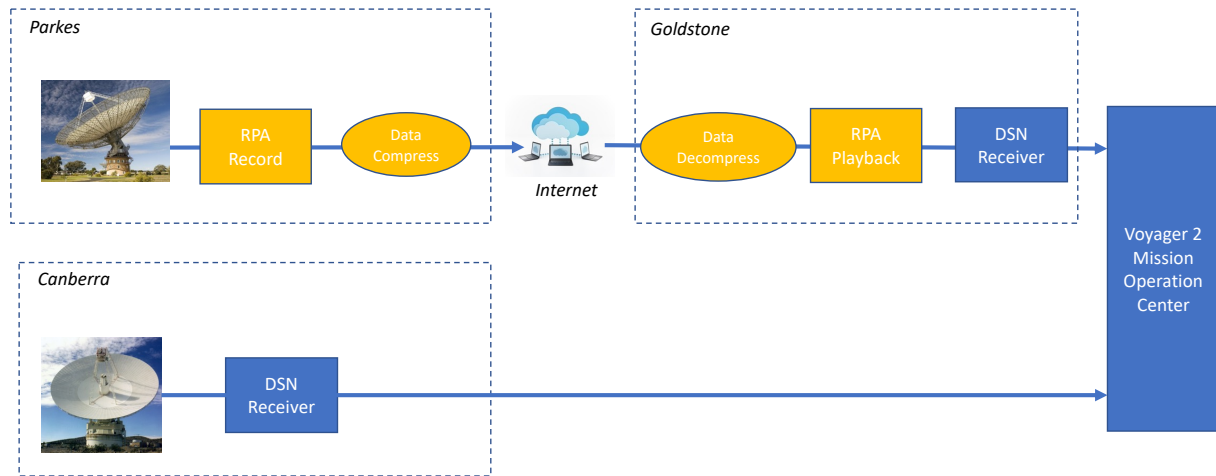 Parkes
Goldstone
RPA
Record
Data
Compress
Internet
Data
Decompress
RPA
Playback
DSN
Receiver
Voyager 2
Mission
Operation
Center
Canberra
DSN
Receiver